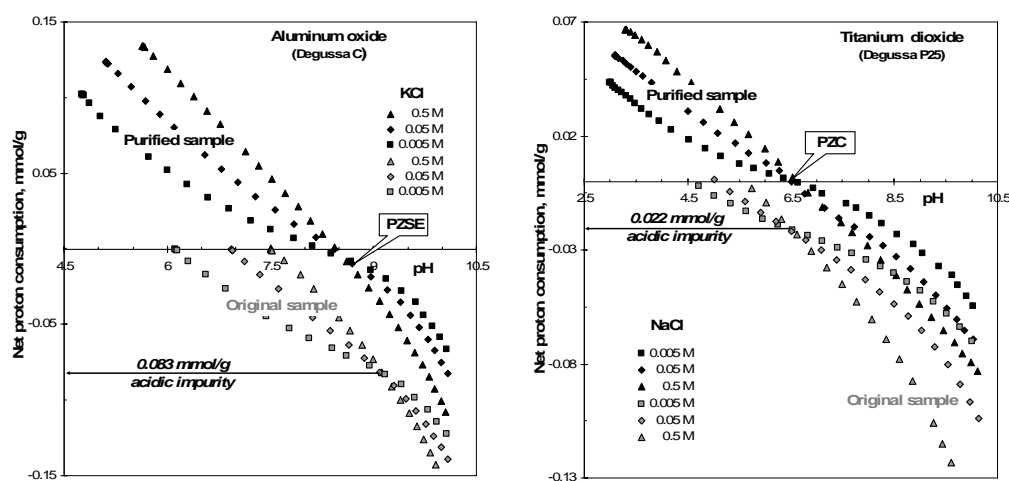 Net proton consumption, mmol/g
0.15
0.05
-0.05
-0.15
4.5
6
7.5
9
10.5
pH
Aluminum oxide
(Degussa C)
KCl
0.5 M
0.05 M
0.005 M
0.5 M
0.05 M
0.005 M
Purified sample
PZSE
Original sample
0.083 mmol/g
acidic impurity
Net proton consumption, mmol/g
0.07
0.02
-0.03
-0.08
-0.13
2.5
4.5
6.5
8.5
10.5
pH
Titanium dioxide
(Degussa P25)
Purified sample
PZC
0.022 mmol/g
acidic impurity
NaCl
0.005 M
0.05 M
0.5 M
0.005 M
0.05 M
0.5 M
Original sample